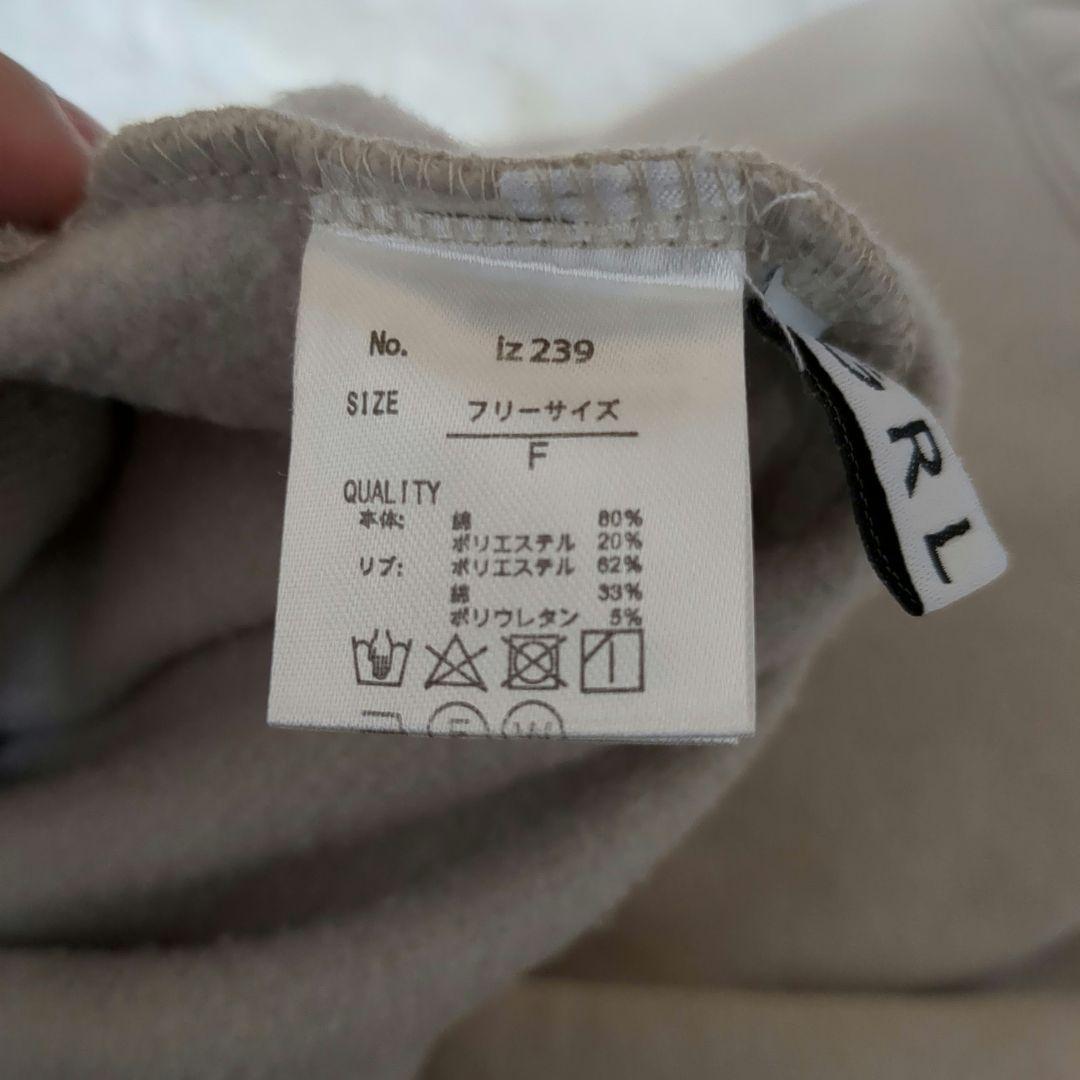 No. iz239
SIZE フリーサイズ
F
QUALITY
本体: 綿 80%
ポリエステル 20%
リブ: ポリエステル 62%
綿 33%
ポリウレタン 5%
RL